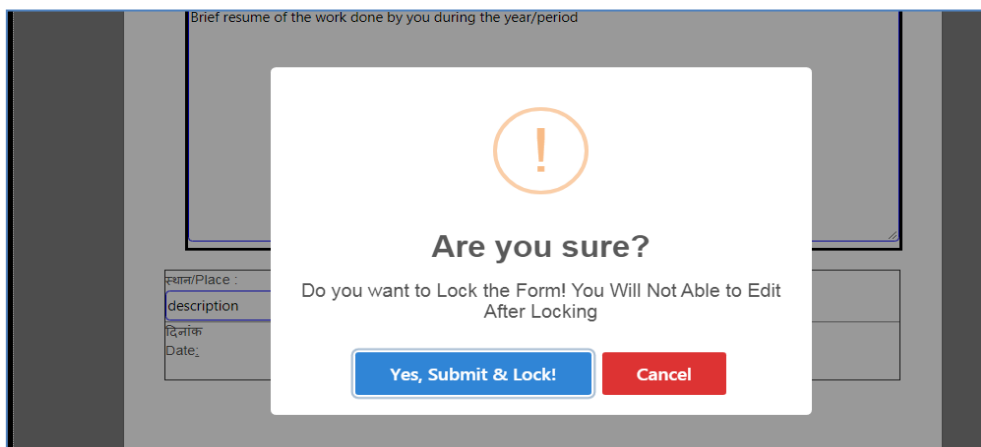 Brief resume of the work done by you during the year/period
!
Are you sure?
Do you want to Lock the Form! You Will Not Able to Edit
After Locking
Yes, Submit & Lock!
Cancel
स्थान/Place :
description
दिनांक
Date: